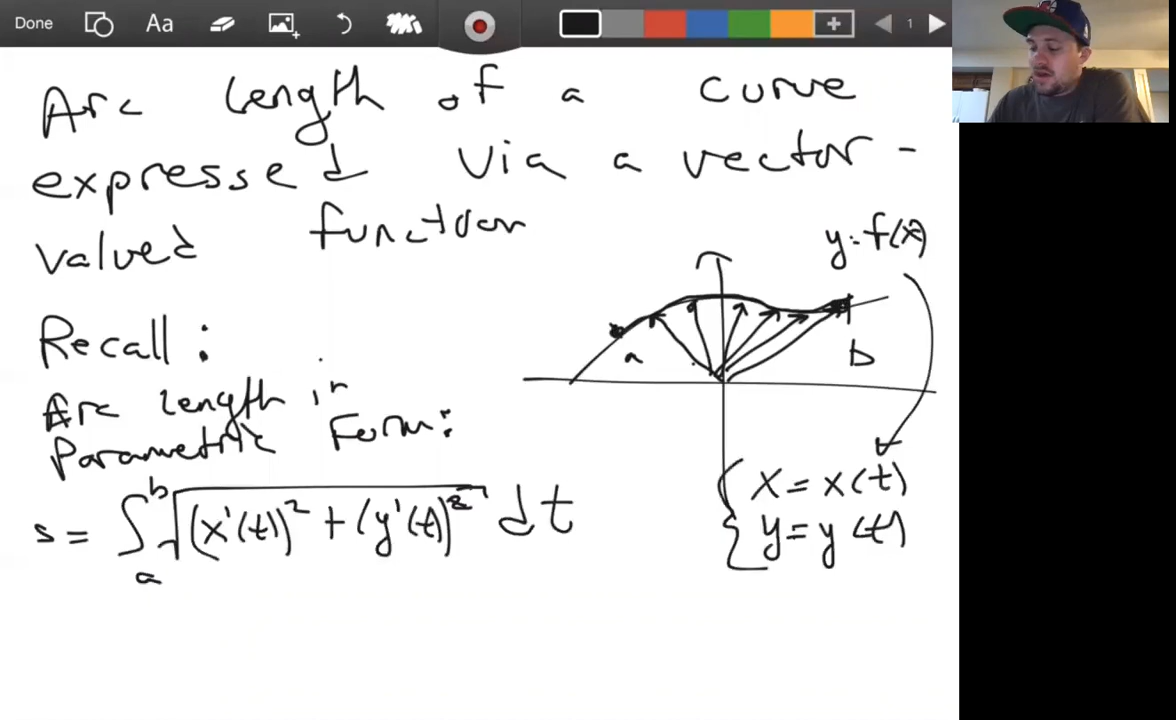 Done
Aa
1
Arc length of a curve
expressed via a vector-
valued function
y=f(x)
Recall:
a
b
Arc length in
Parametric Form:
x = x(t)
y = y(t)
s = ∫_a^b √((x'(t))² + (y'(t))²) dt